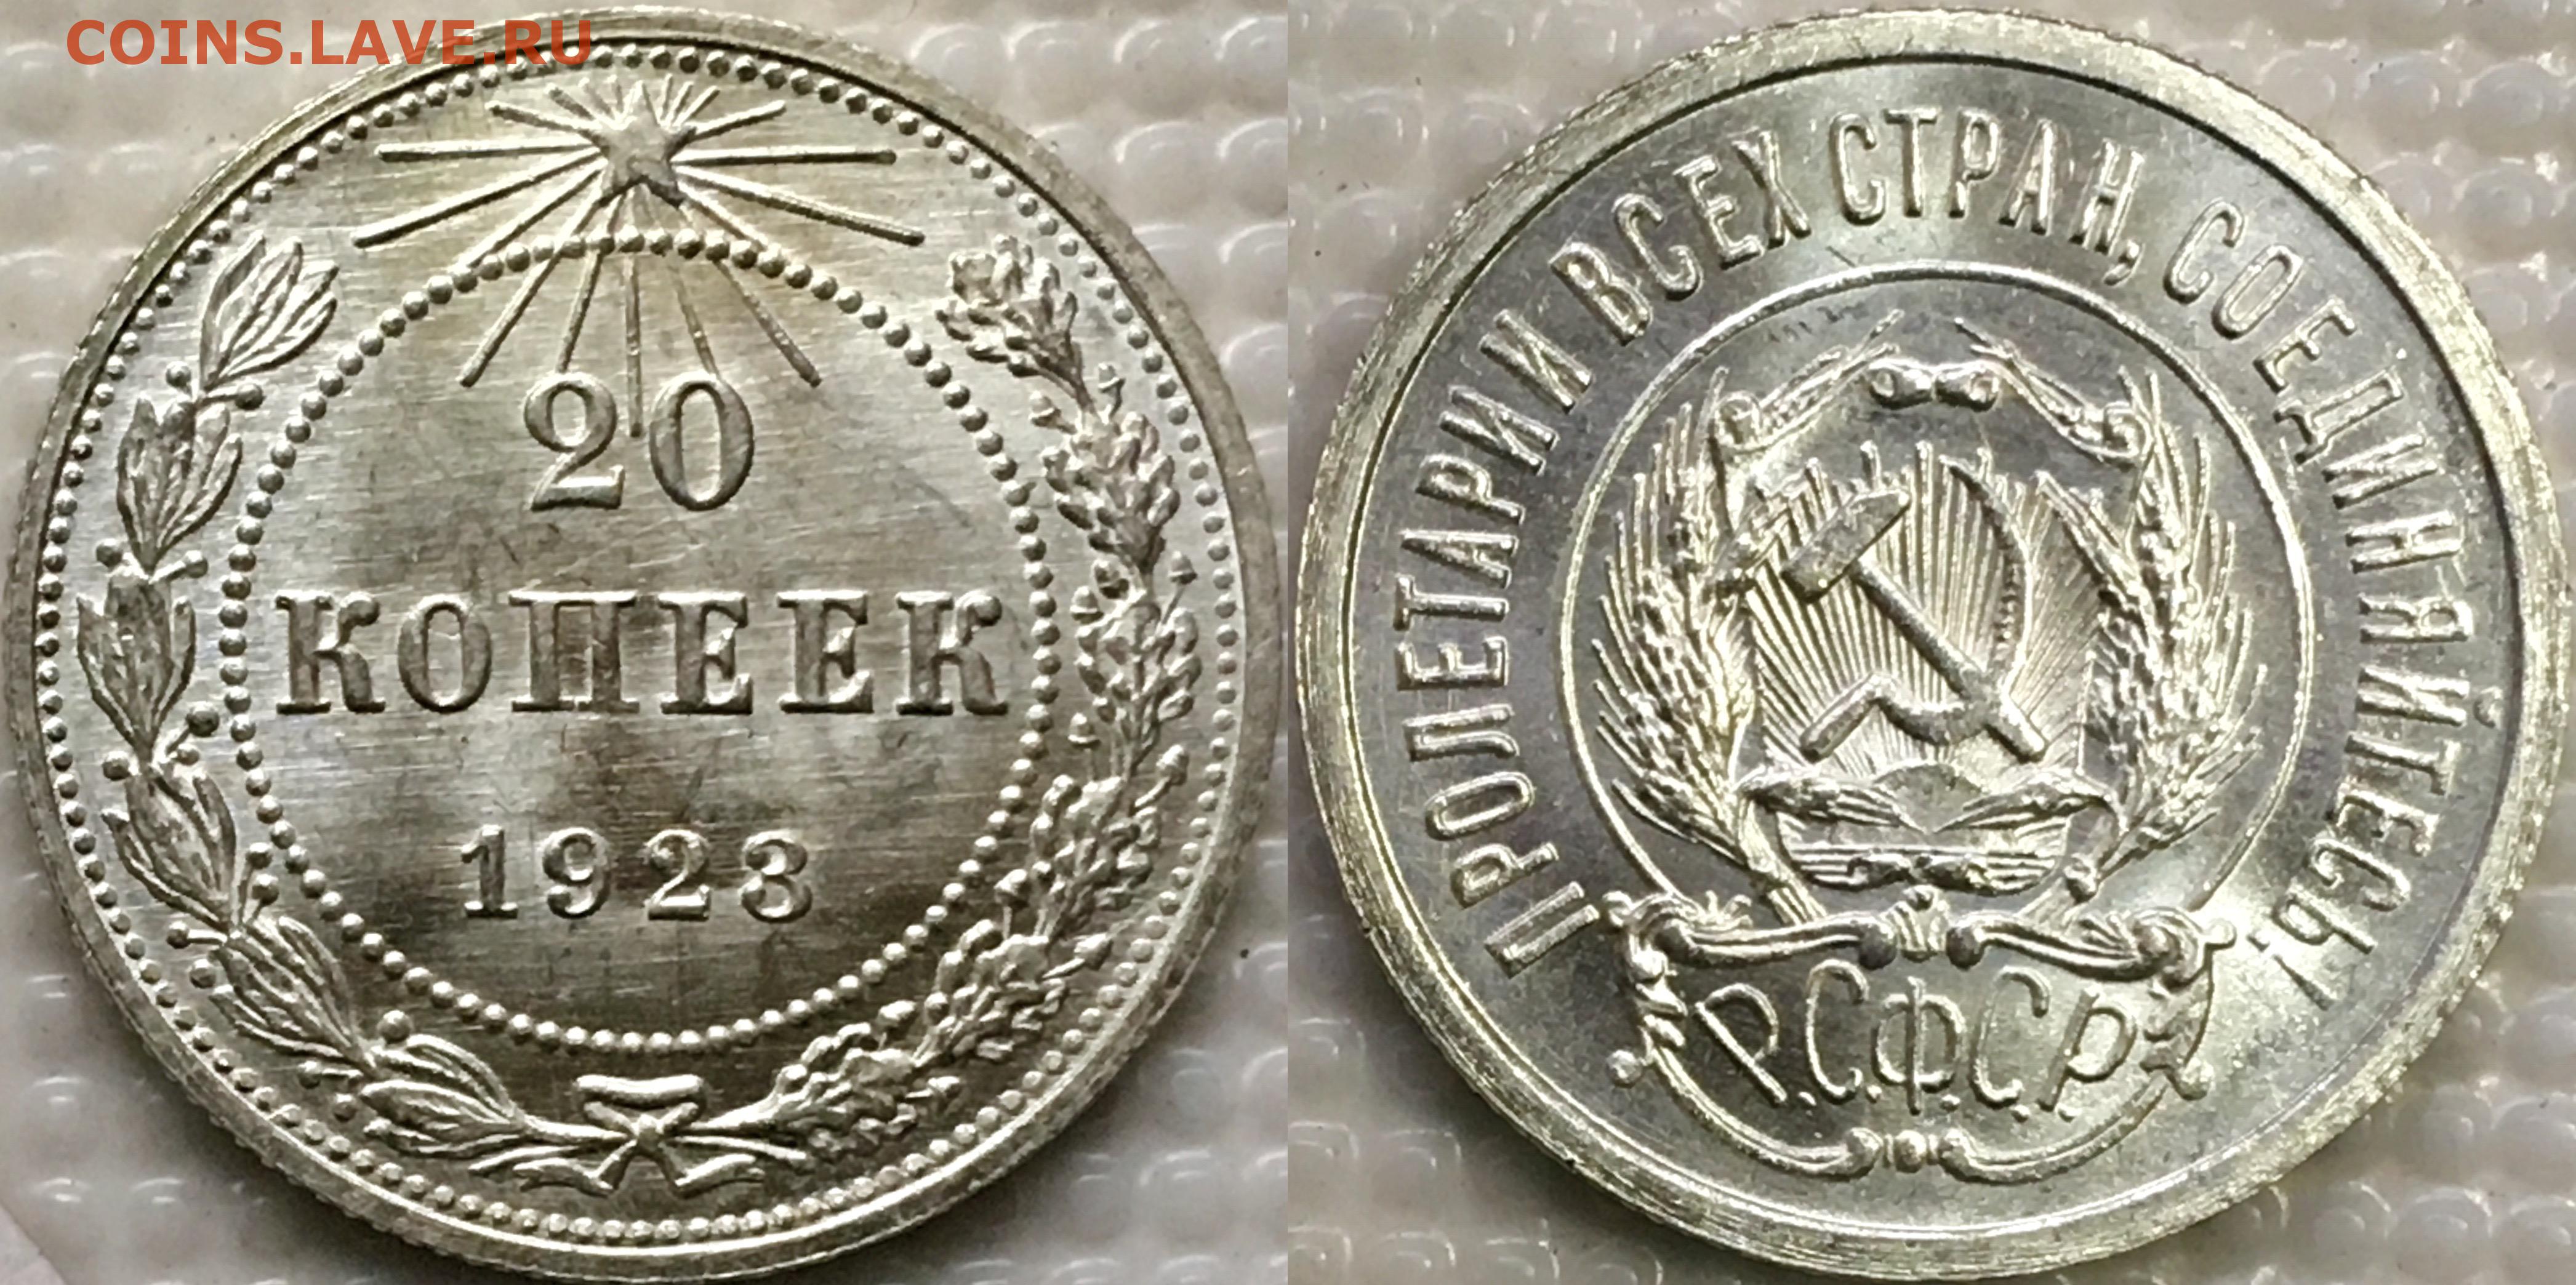 COINS.LAVE.RU
20
КОПЕЕК
1923
ПРОЛЕТАРИИ ВСЕХ СТРАН, СОЕДИНЯЙТЕСЬ!
Р.С.Ф.С.Р.